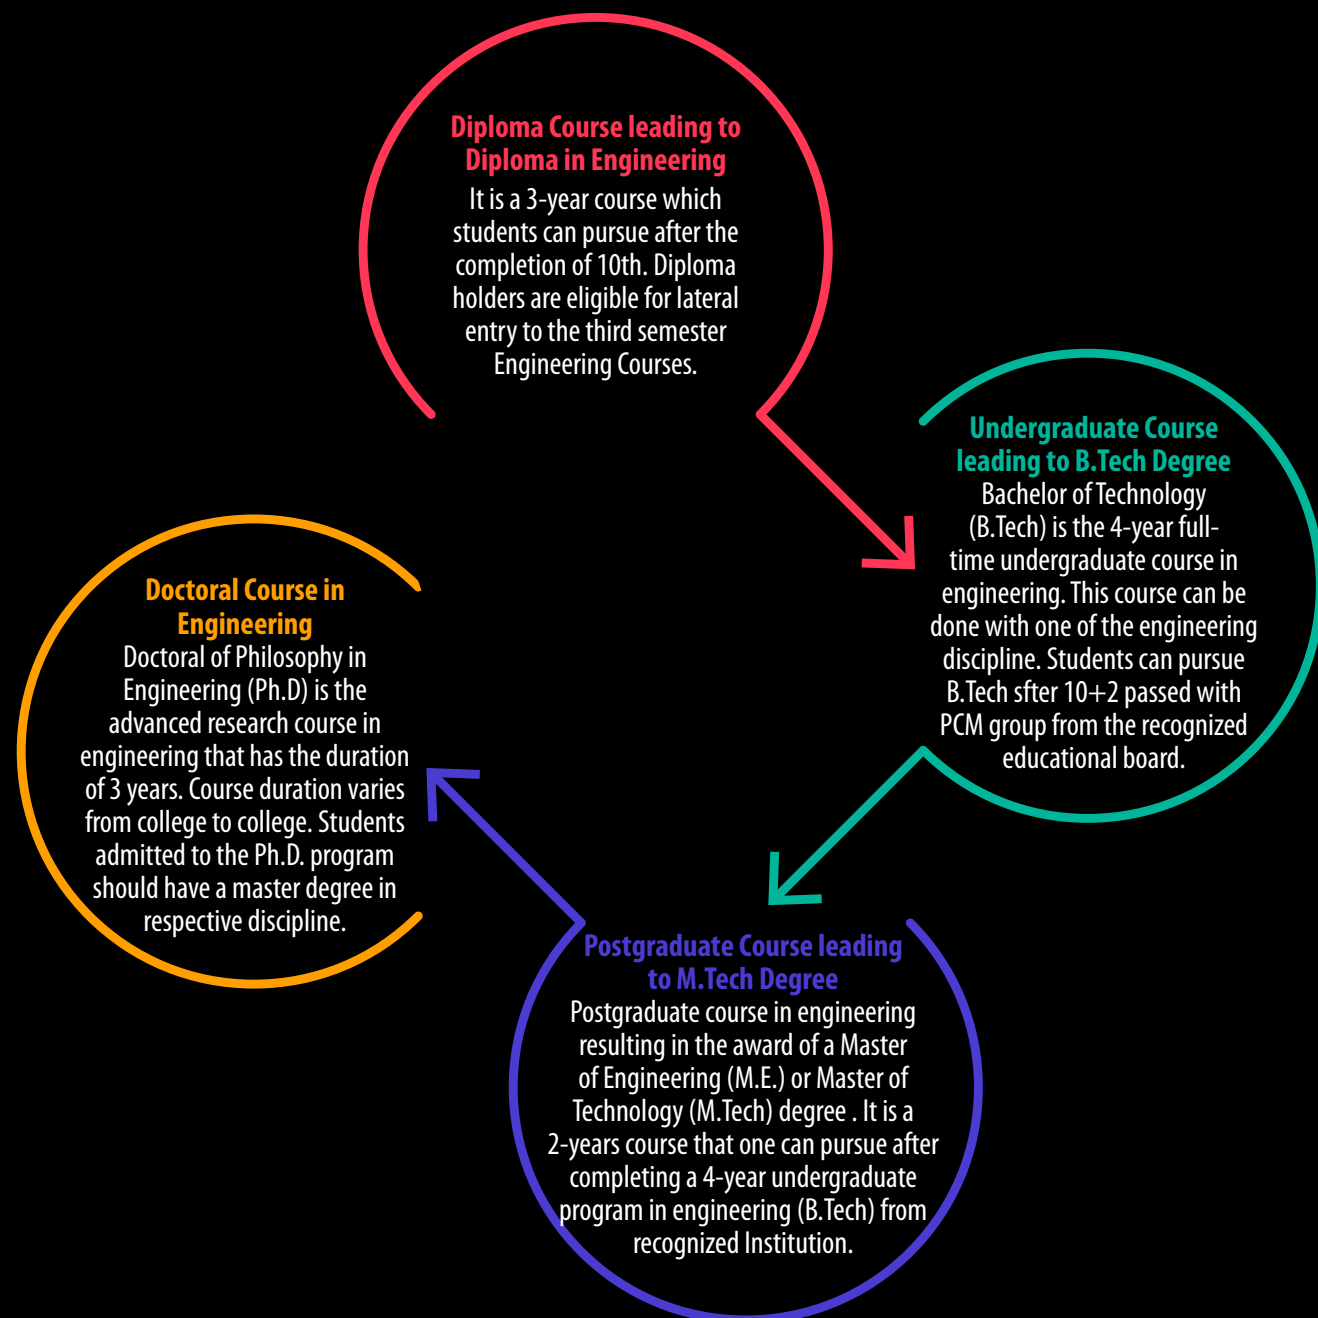 Diploma Course leading to
Diploma in Engineering
It is a 3-year course which
students can pursue after the
completion of 10th. Diploma
holders are eligible for lateral
entry to the third semester
Engineering Courses.
Undergraduate Course
leading to B.Tech Degree
Bachelor of Technology
(B.Tech) is the 4-year full-
time undergraduate course in
engineering. This course can be
done with one of the engineering
discipline. Students can pursue
B.Tech sfter 10+2 passed with
PCM group from the recognized
educational board.
Postgraduate Course leading
to M.Tech Degree
Postgraduate course in engineering
resulting in the award of a Master
of Engineering (M.E.) or Master of
Technology (M.Tech) degree . It is a
2-years course that one can pursue after
completing a 4-year undergraduate
program in engineering (B.Tech) from
recognized Institution.
Doctoral Course in
Engineering
Doctoral of Philosophy in
Engineering (Ph.D) is the
advanced research course in
engineering that has the duration
of 3 years. Course duration varies
from college to college. Students
admitted to the Ph.D. program
should have a master degree in
respective discipline.